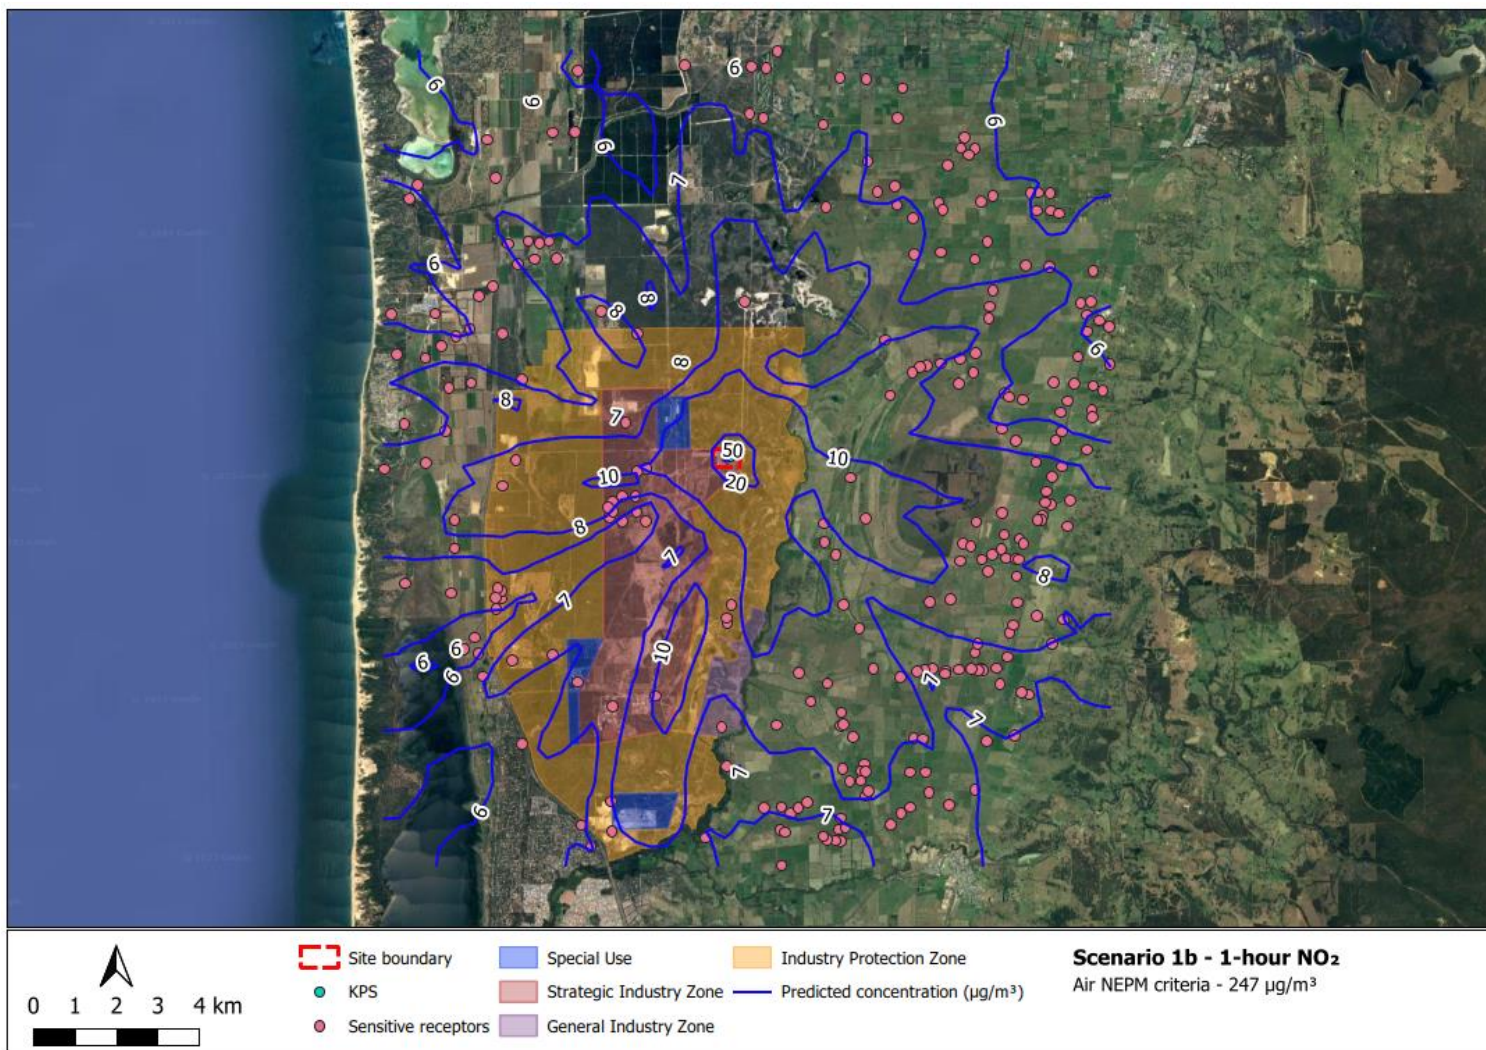 6
6
6
6
7
6
6
8
8
8
6
8
7
10
50
20
10
8
7
8
7
10
6
6
6
7
7
7
7
6
0 1 2 3 4 km
Site boundary
KPS
Sensitive receptors
Special Use
Strategic Industry Zone
General Industry Zone
Industry Protection Zone
Predicted concentration (µg/m³)
Scenario 1b - 1-hour NO₂
Air NEPM criteria - 247 µg/m³